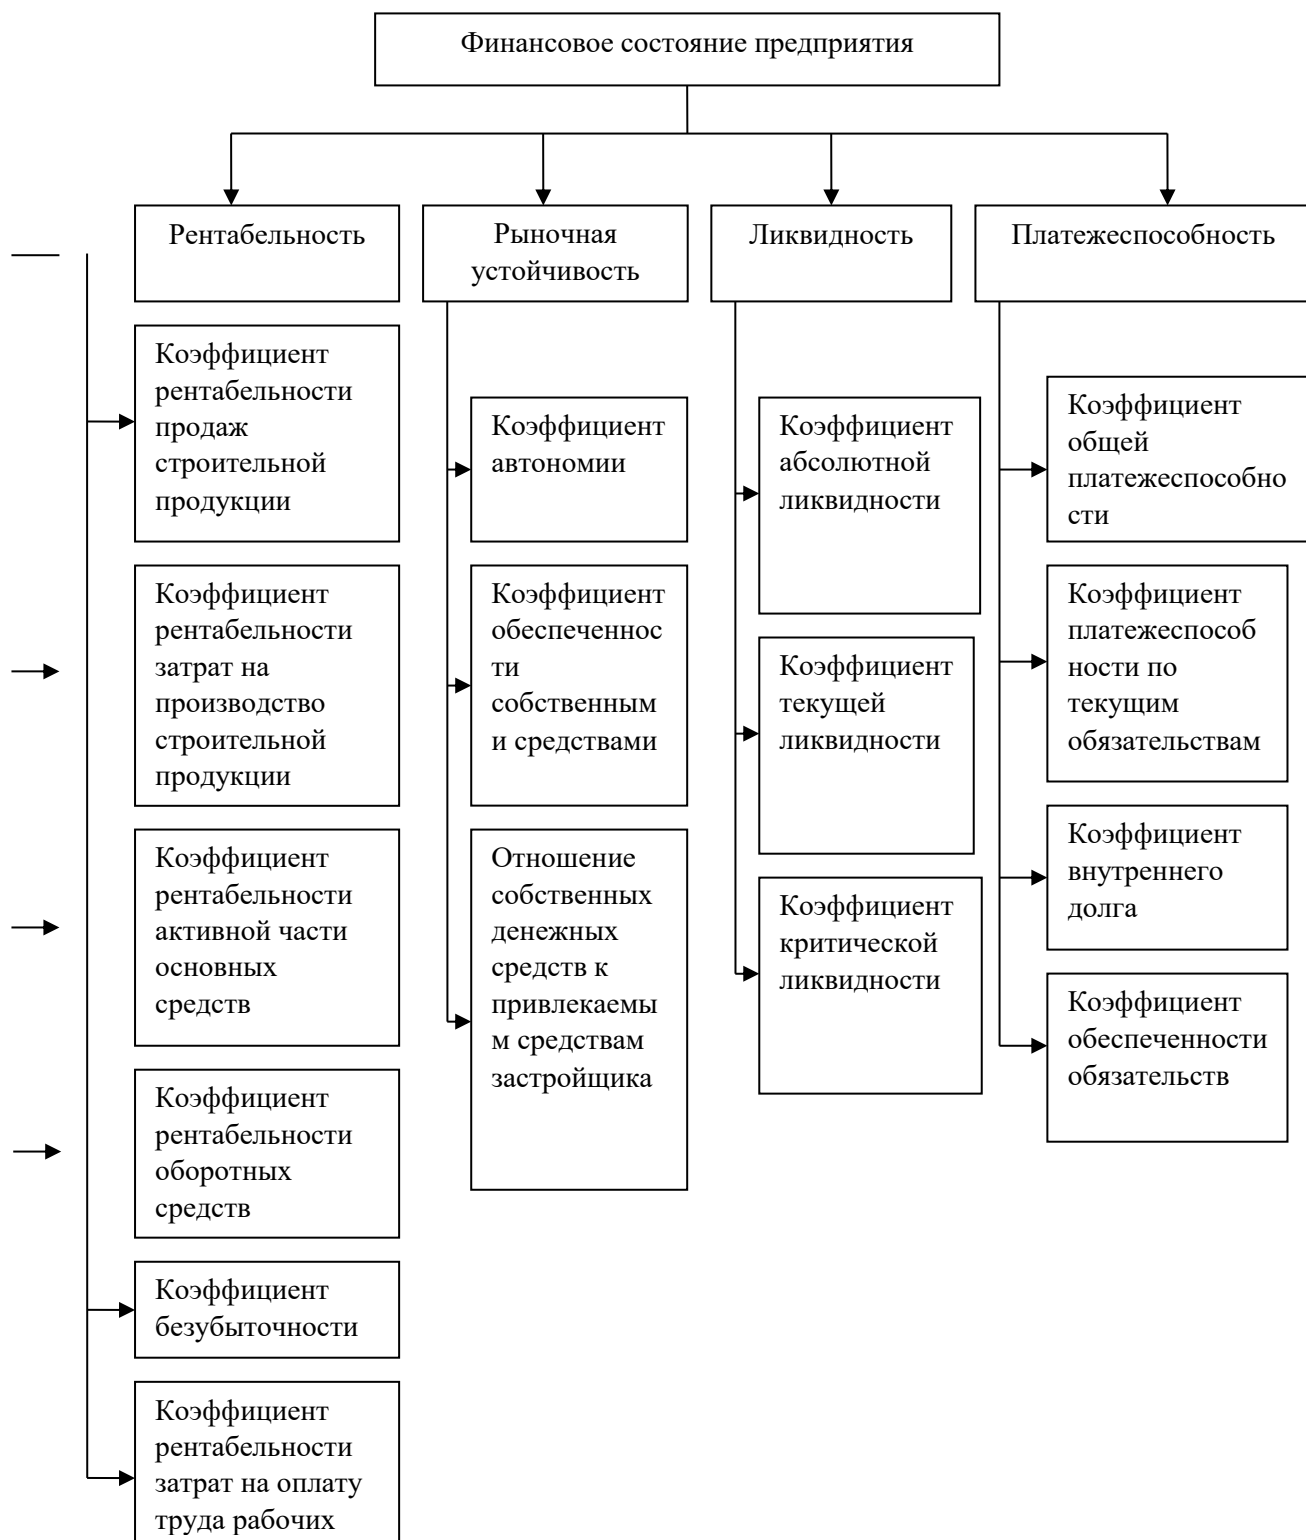 Финансовое состояние предприятия
Рентабельность
Рыночная
устойчивость
Ликвидность
Платежеспособность
Коэффициент
рентабельности
продаж
строительной
продукции
Коэффициент
рентабельности
затрат на
производство
строительной
продукции
Коэффициент
рентабельности
активной части
основных
средств
Коэффициент
рентабельности
оборотных
средств
Коэффициент
безубыточности
Коэффициент
рентабельности
затрат на оплату
труда рабочих
Коэффициент
автономии
Коэффициент
обеспеченнос
ти
собственным
и средствами
Отношение
собственных
денежных
средств к
привлекаемы
м средствам
застройщика
Коэффициент
абсолютной
ликвидности
Коэффициент
текущей
ликвидности
Коэффициент
критической
ликвидности
Коэффициент
общей
платежеспособно
сти
Коэффициент
платежеспособ
ности по
текущим
обязательствам
Коэффициент
внутреннего
долга
Коэффициент
обеспеченности
обязательств